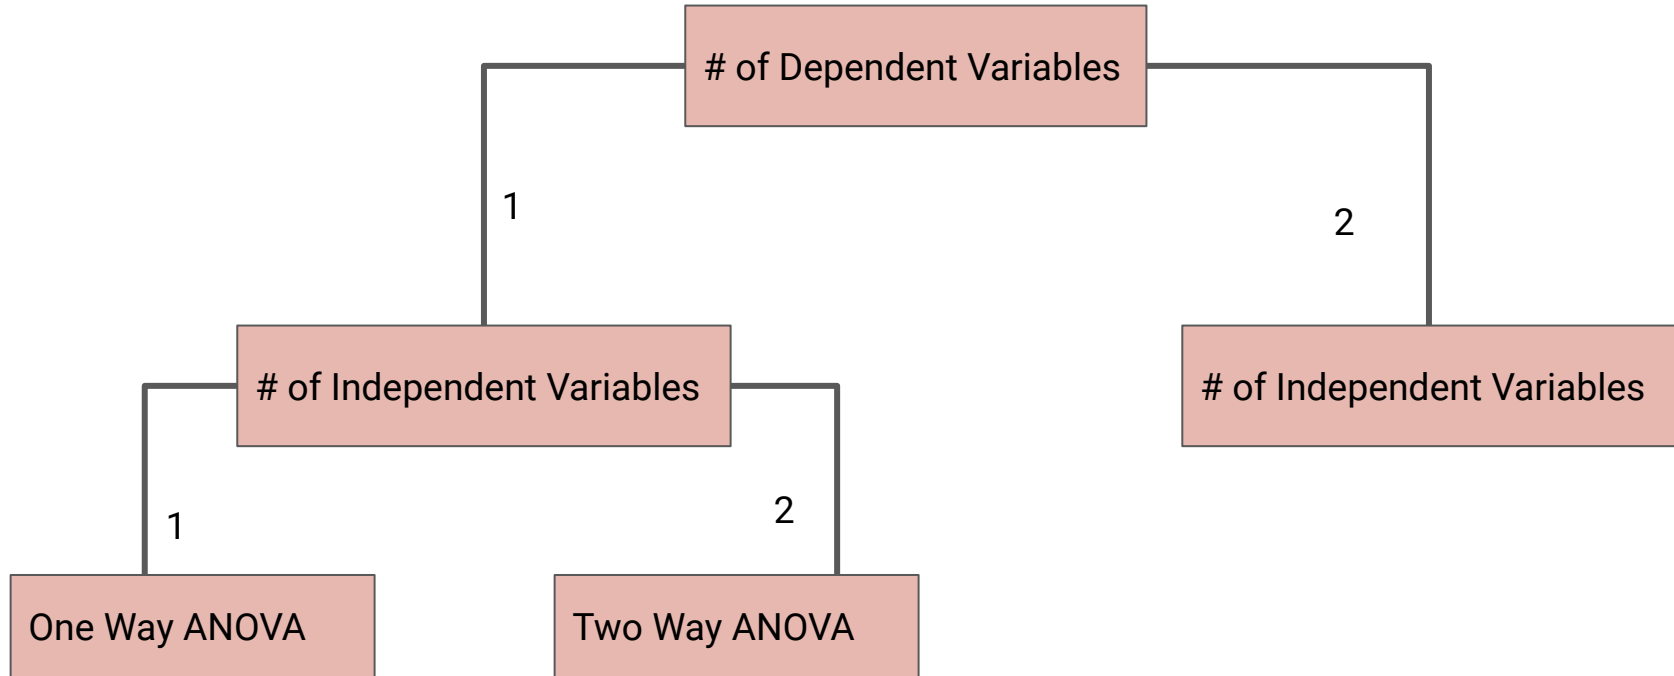 # of Dependent Variables
1
2
# of Independent Variables
# of Independent Variables
1
2
One Way ANOVA
Two Way ANOVA